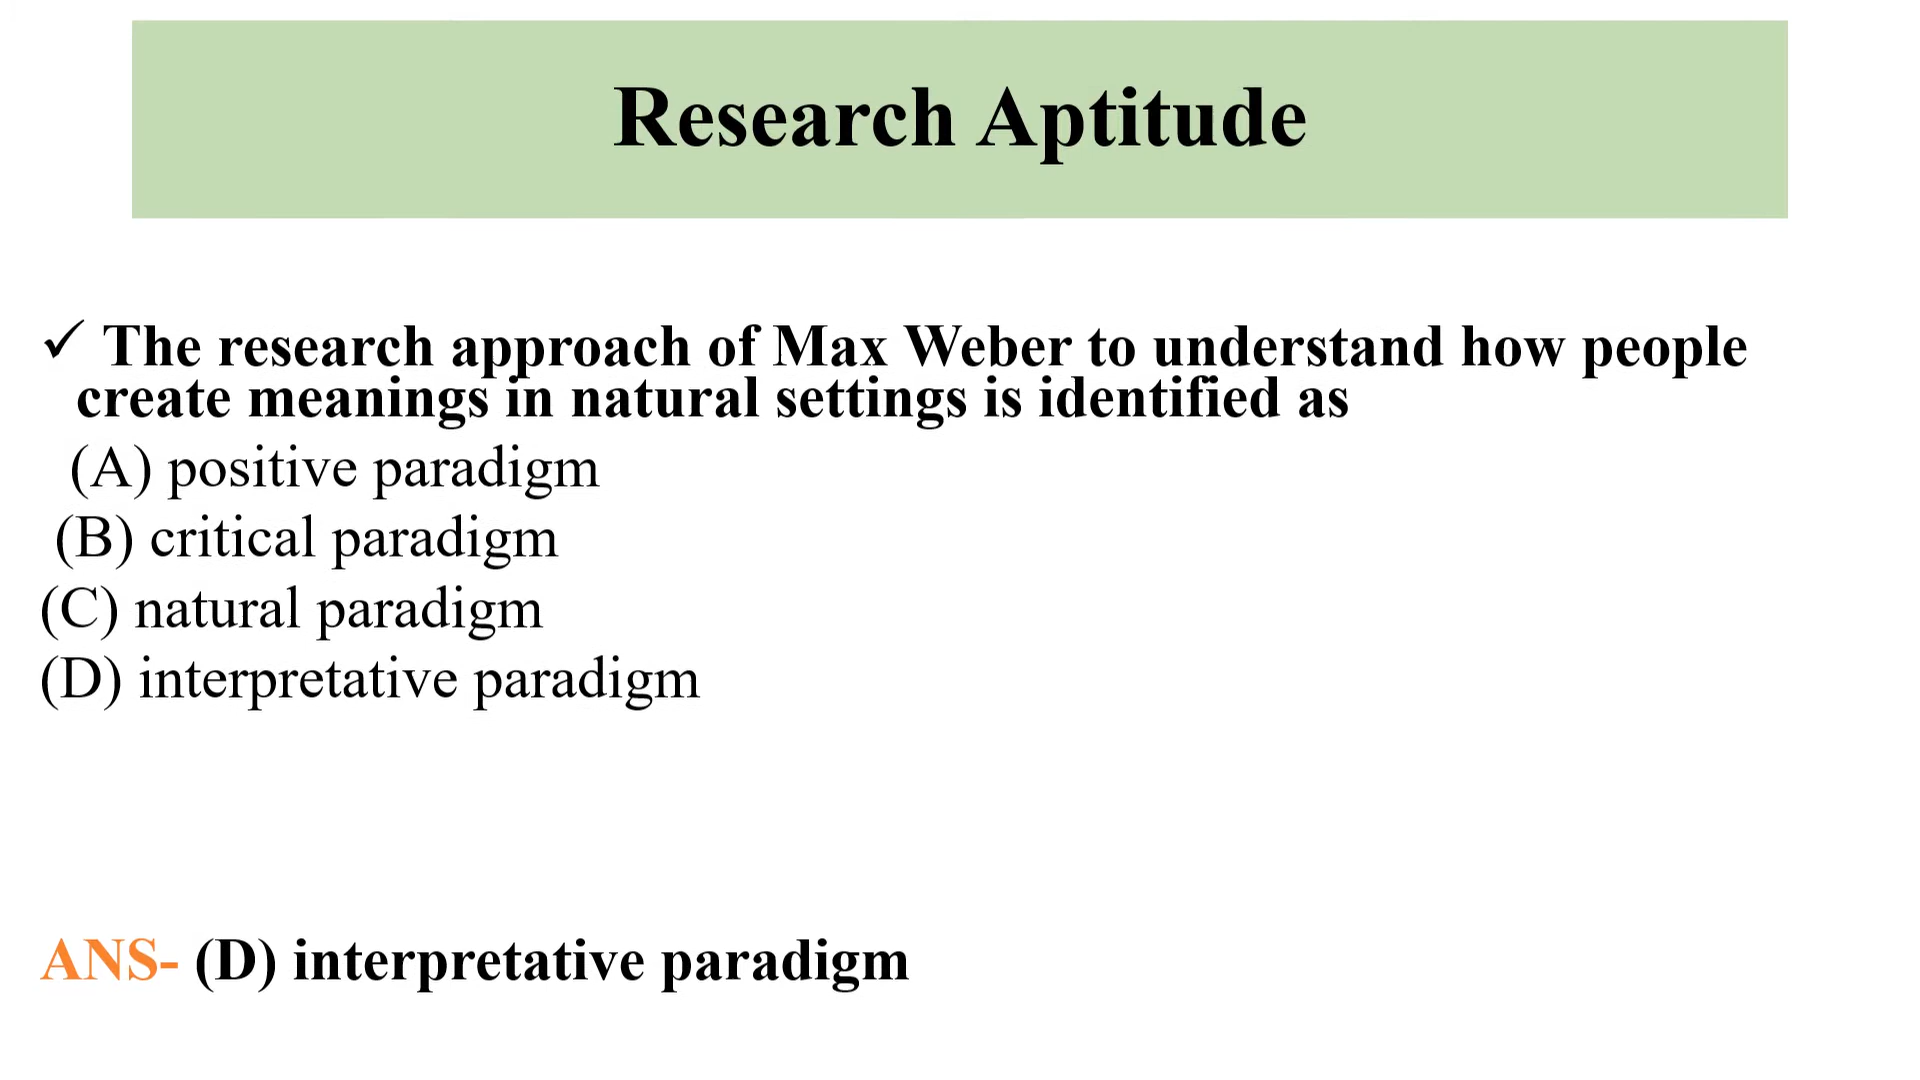 Research Aptitude
✓ The research approach of Max Weber to understand how people
create meanings in natural settings is identified as
(A) positive paradigm
(B) critical paradigm
(C) natural paradigm
(D) interpretative paradigm
ANS- (D) interpretative paradigm